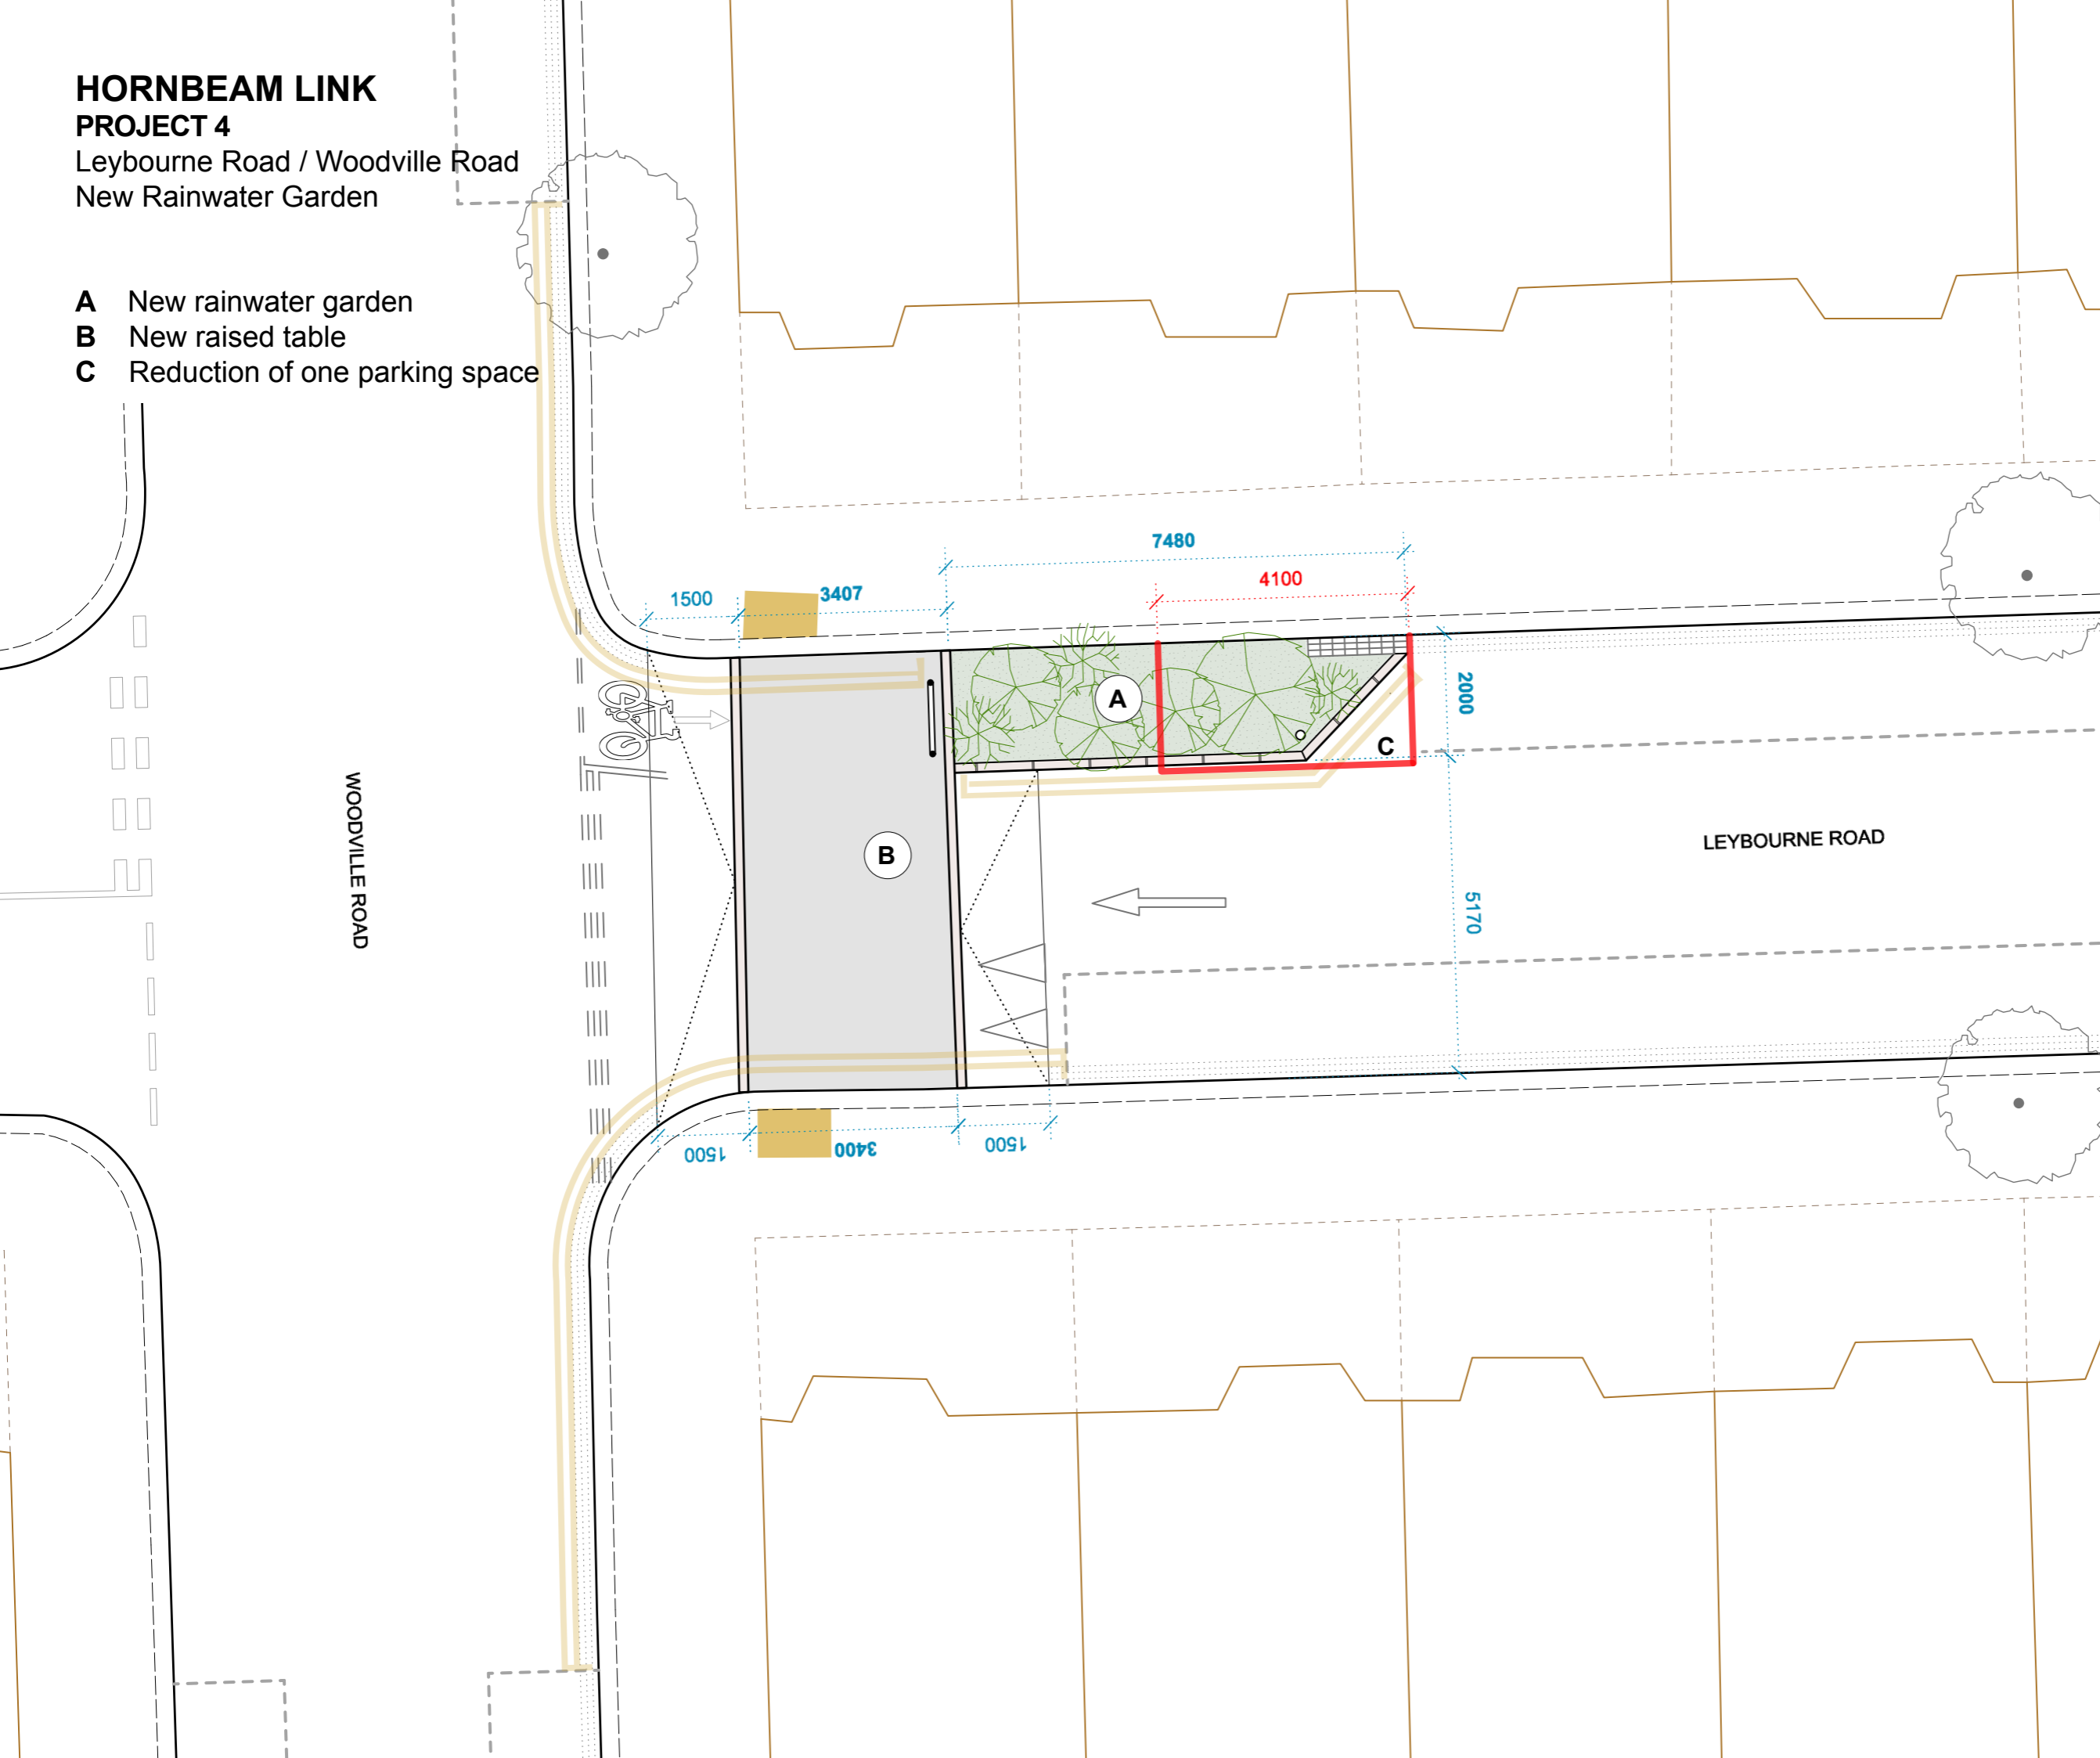 HORNBEAM LINK
PROJECT 4
Leybourne Road / Woodville Road
New Rainwater Garden
A New rainwater garden
B New raised table
C Reduction of one parking space
7480
4100
1500
3407
2000
A
C
B
WOODVILLE ROAD
LEYBOURNE ROAD
5170
1500
3400
1500